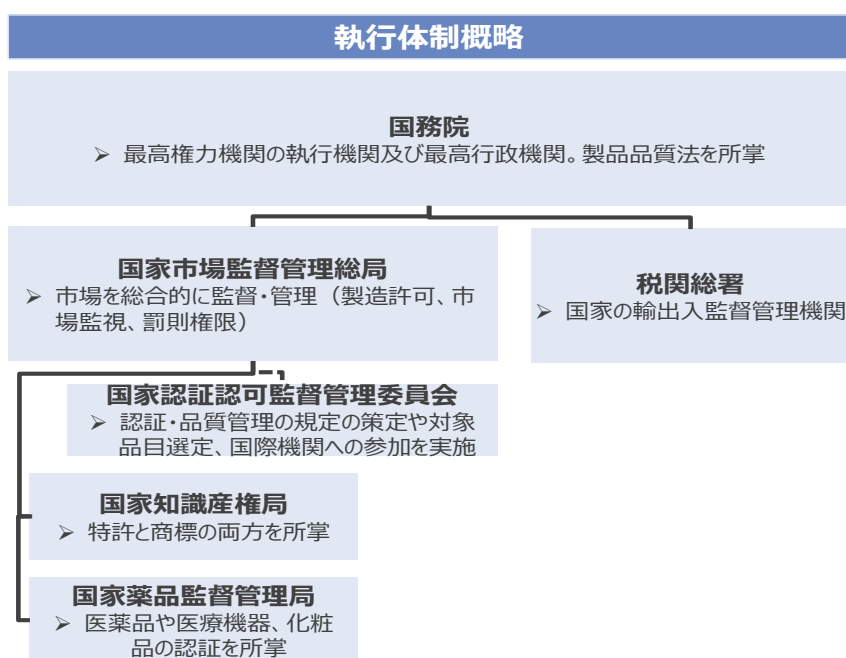 執行体制概略
国務院
➢ 最高権力機関の執行機関及び最高行政機関。製品品質法を所掌
国家市場監督管理総局
➢ 市場を総合的に監督・管理（製造許可、市
場監視、罰則権限）
税関総署
➢ 国家の輸出入監督管理機関
国家認証認可監督管理委員会
➢ 認証・品質管理の規定の策定や対象
品目選定、国際機関への参加を実施
国家知識産権局
➢ 特許と商標の両方を所掌
国家薬品監督管理局
➢ 医薬品や医療機器、化粧
品の認証を所掌